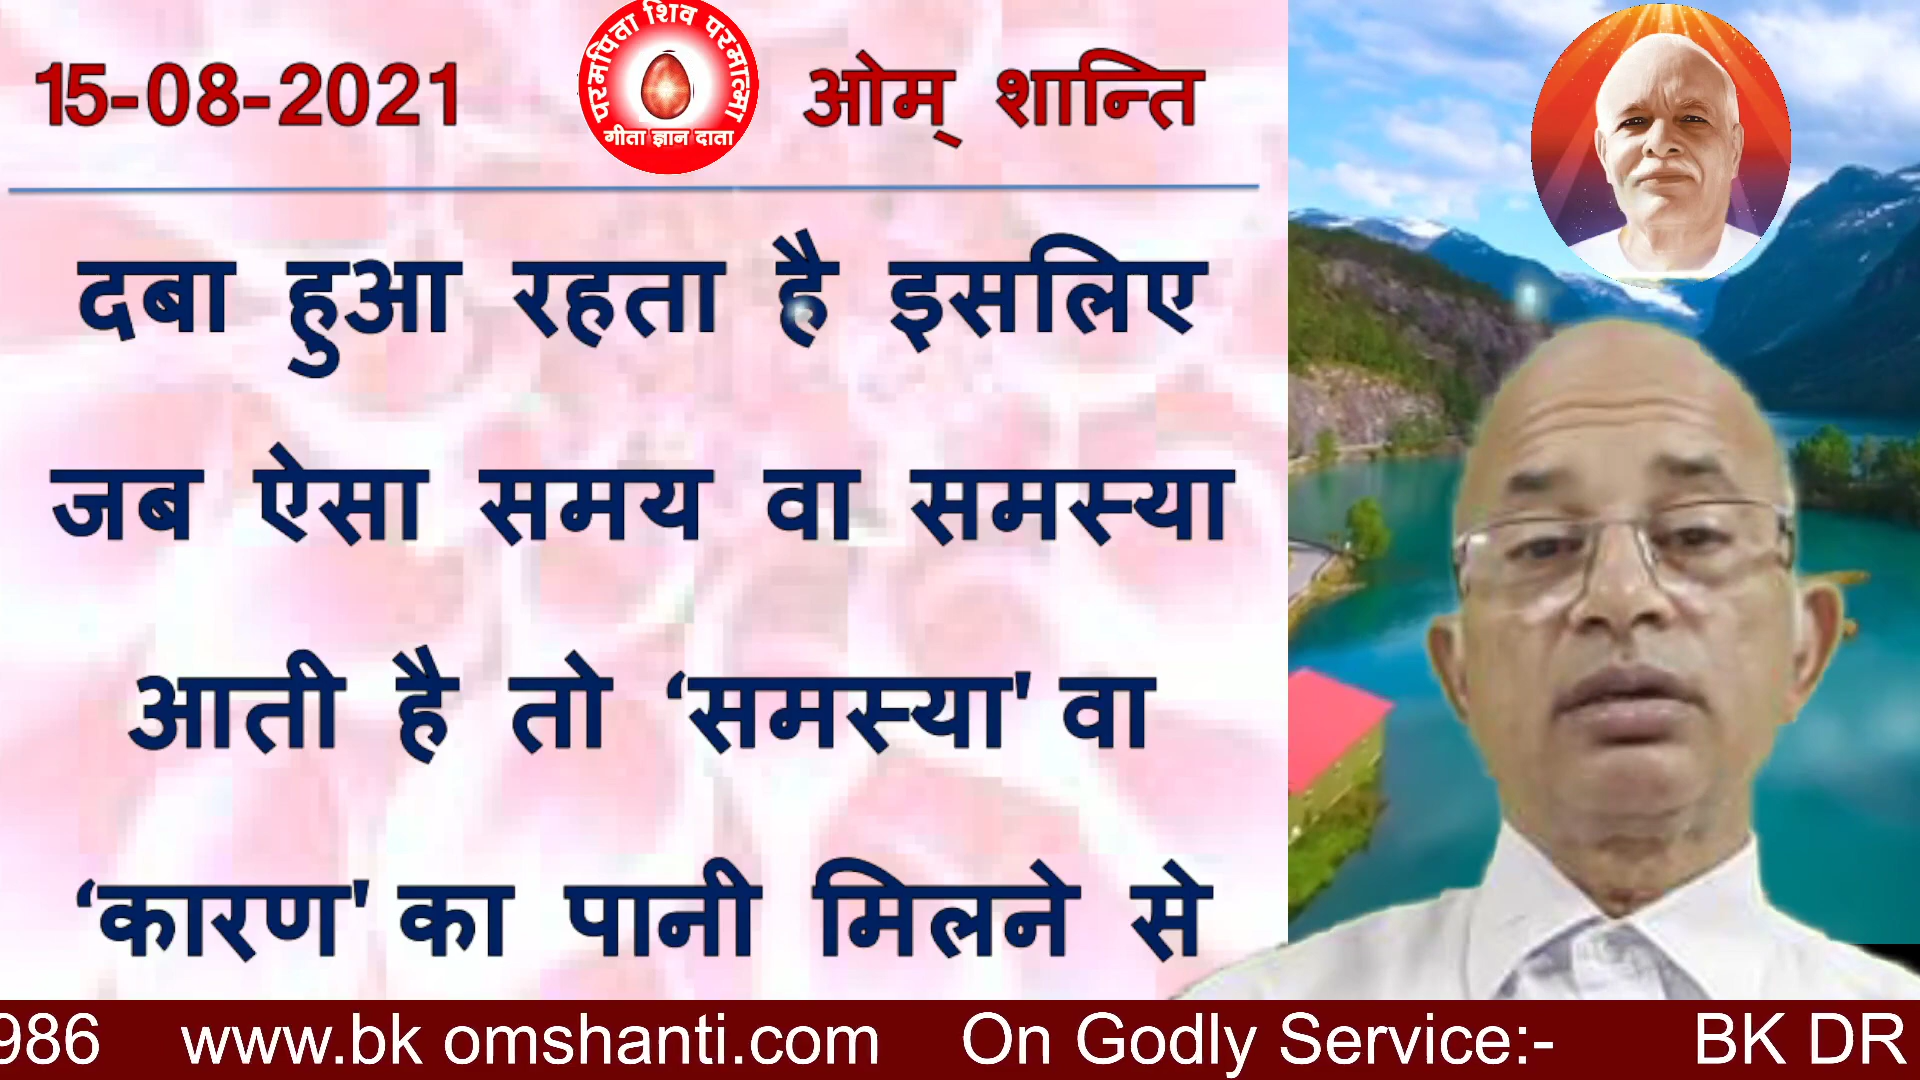 15-08-2021
परमपिता शिव परमात्मा
गीता ज्ञान दाता
ओम् शान्ति
दबा हुआ रहता है इसलिए
जब ऐसा समय वा समस्या
आती है तो ‘समस्या' वा
‘कारण' का पानी मिलने से
986 www.bk omshanti.com On Godly Service:- BK DR